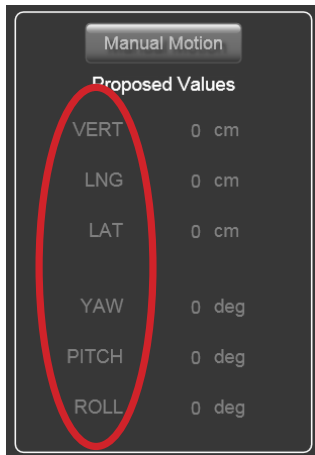 Manual Motion
Proposed Values
VERT 0 cm
LNG 0 cm
LAT 0 cm
YAW 0 deg
PITCH 0 deg
ROLL 0 deg